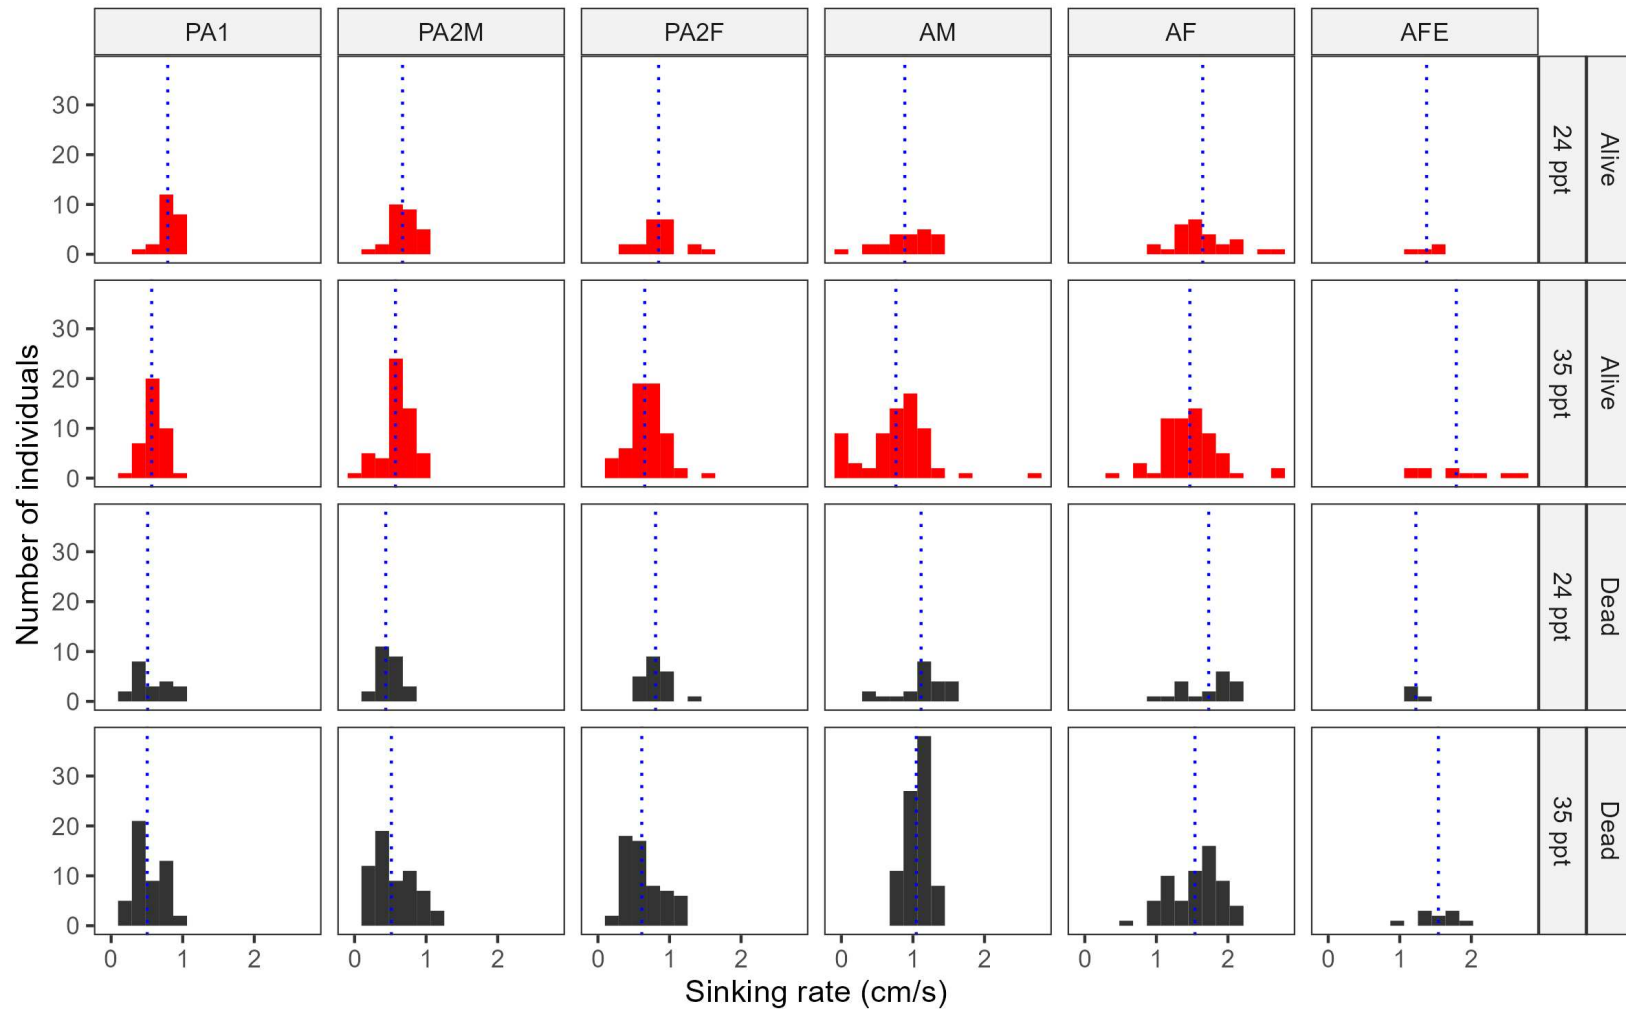 PA1 PA2M PA2F AM AF AFE
30
20
10
0
24 ppt Alive
30
20
10
0
35 ppt Alive
30
20
10
0
24 ppt Dead
30
20
10
0
35 ppt Dead
Number of individuals
0 1 2 0 1 2 0 1 2 0 1 2 0 1 2 0 1 2
Sinking rate (cm/s)